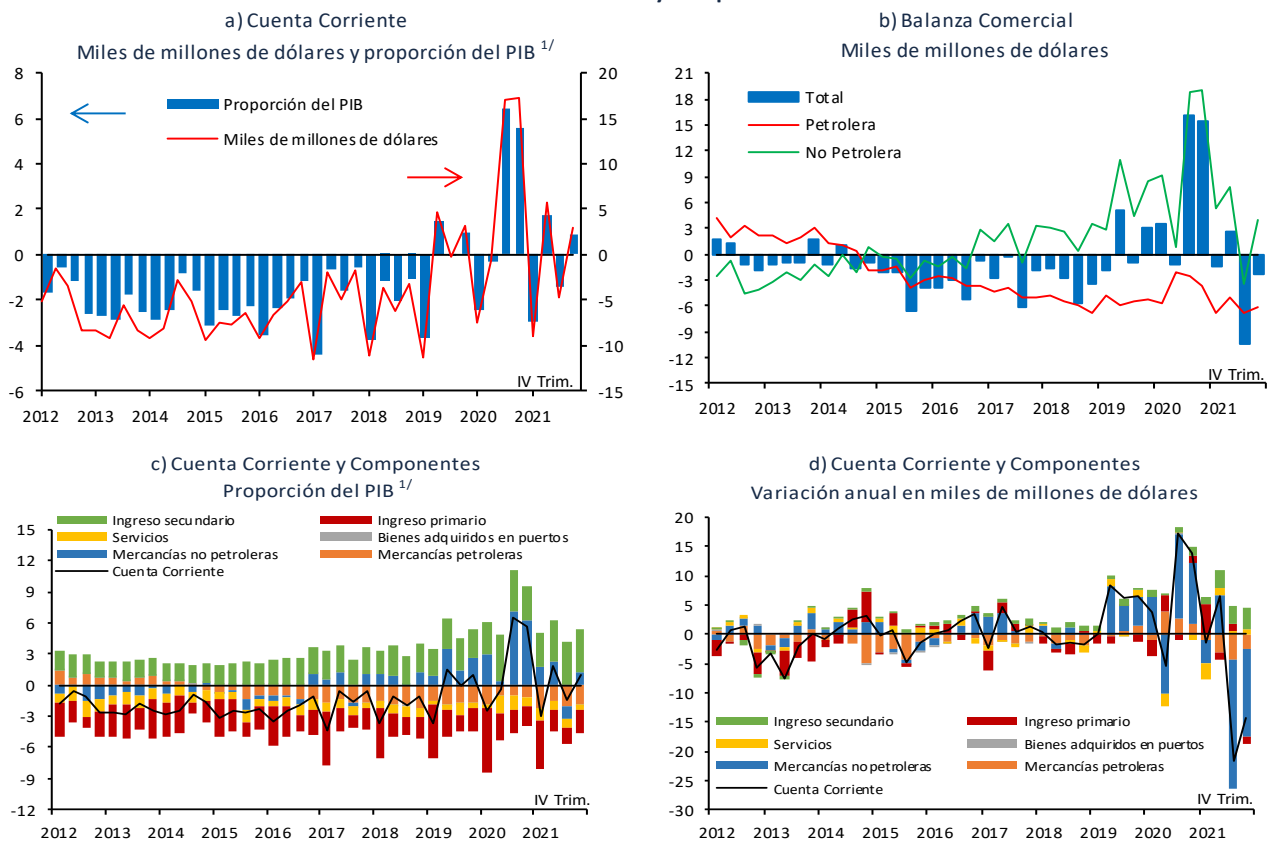 a) Cuenta Corriente
Miles de millones de dólares y proporción del PIB 1/
8
6
4
2
0
-2
-4
-6
20
15
10
5
0
-5
-10
-15
Proporción del PIB
Miles de millones de dólares
IV Trim.
2012 2013 2014 2015 2016 2017 2018 2019 2020 2021
b) Balanza Comercial
Miles de millones de dólares
21
18
15
12
9
6
3
0
-3
-6
-9
-12
-15
Total
Petrolera
No Petrolera
IV Trim.
2012 2013 2014 2015 2016 2017 2018 2019 2020 2021
c) Cuenta Corriente y Componentes
Proporción del PIB 1/
15
12
9
6
3
0
-3
-6
-9
-12
Ingreso secundario
Ingreso primario
Servicios
Bienes adquiridos en puertos
Mercancías no petroleras
Mercancías petroleras
Cuenta Corriente
IV Trim.
2012 2013 2014 2015 2016 2017 2018 2019 2020 2021
d) Cuenta Corriente y Componentes
Variación anual en miles de millones de dólares
20
15
10
5
0
-5
-10
-15
-20
-25
-30
Ingreso secundario
Ingreso primario
Servicios
Bienes adquiridos en puertos
Mercancías no petroleras
Mercancías petroleras
Cuenta Corriente
IV Trim.
2012 2013 2014 2015 2016 2017 2018 2019 2020 2021